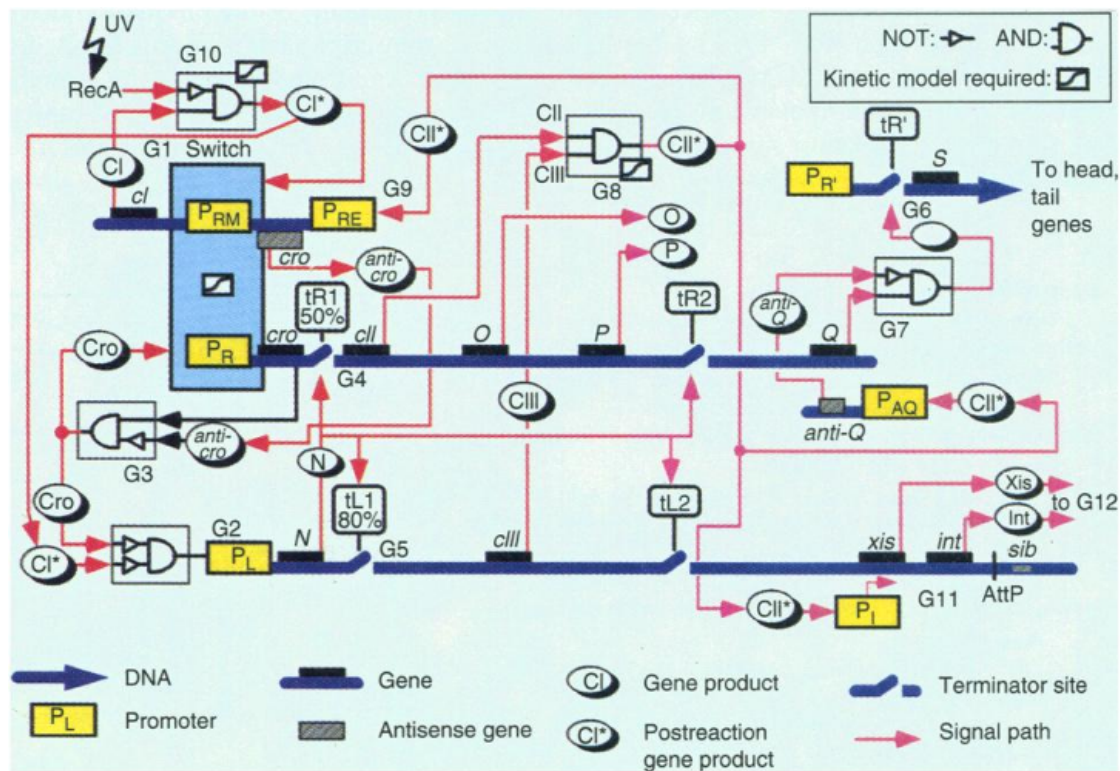 UV
G10
NOT:
AND:
RecA
CI*
Kinetic model required:
CII*
CII
CIII
CII*
G8
tR'
CI
G1 Switch
cI
PRM
PRE
G9
PR'
S
To head,
tail
genes
G6
O
P
cro
anti-
cro
tR1
50%
tR2
anti-
Q
G7
Cro
PR
cro
cII
G4
O
P
Q
CIII
PAQ
CII*
anti-Q
G3
anti-
cro
N
Cro
tL1
80%
tL2
Xis
to G12
Int
CI*
G2
PL
N
G5
cIII
xis
int
sib
AttP
G11
CII*
PI
DNA
Gene
CI
Gene product
Terminator site
PL
Promoter
Antisense gene
CI*
Postreaction
gene product
Signal path